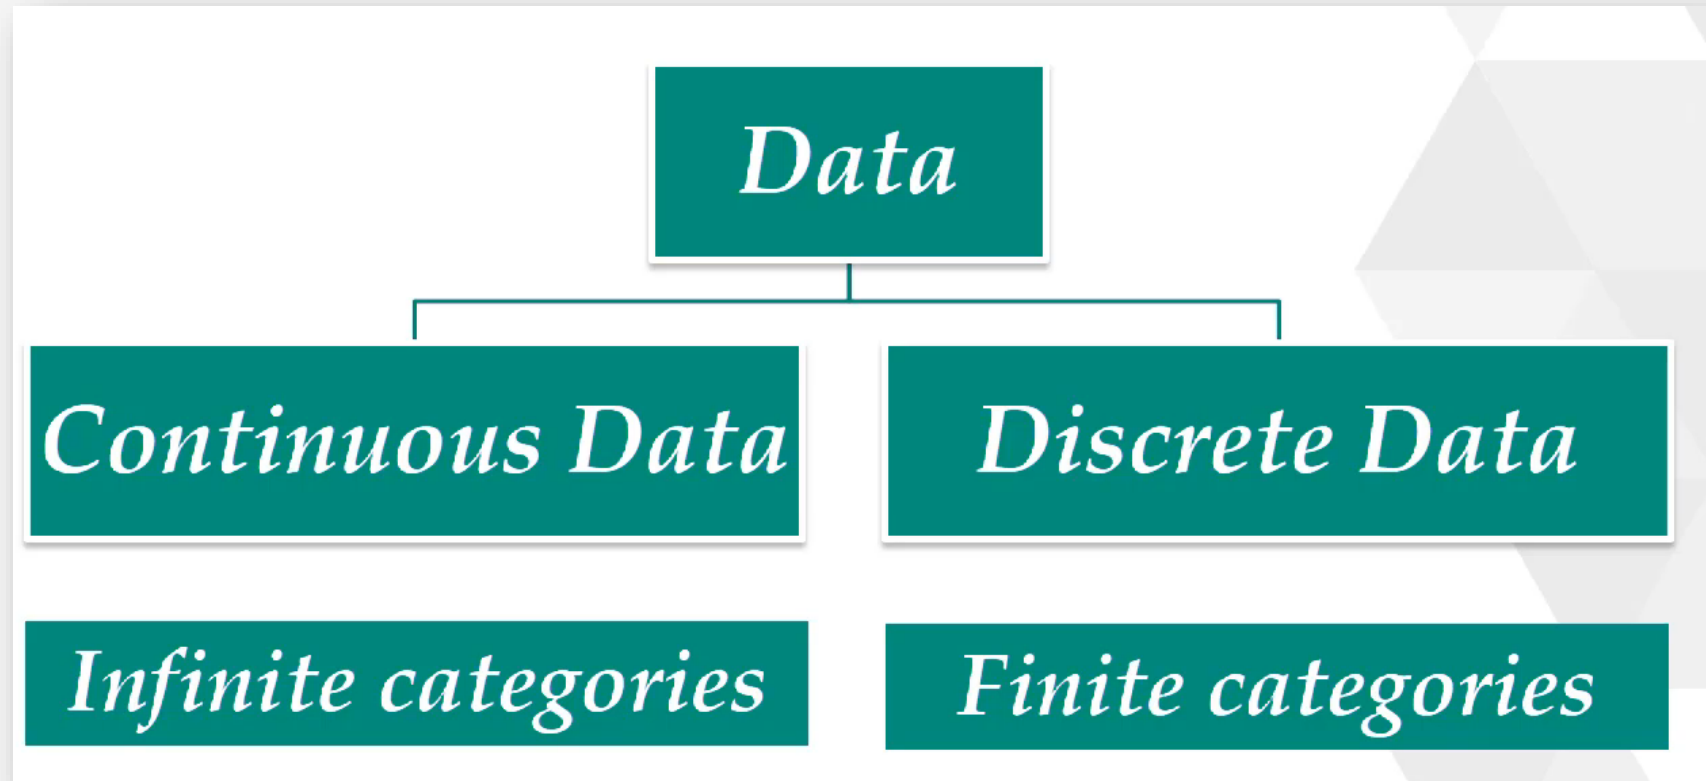 Data
Continuous Data
Discrete Data
Infinite categories
Finite categories